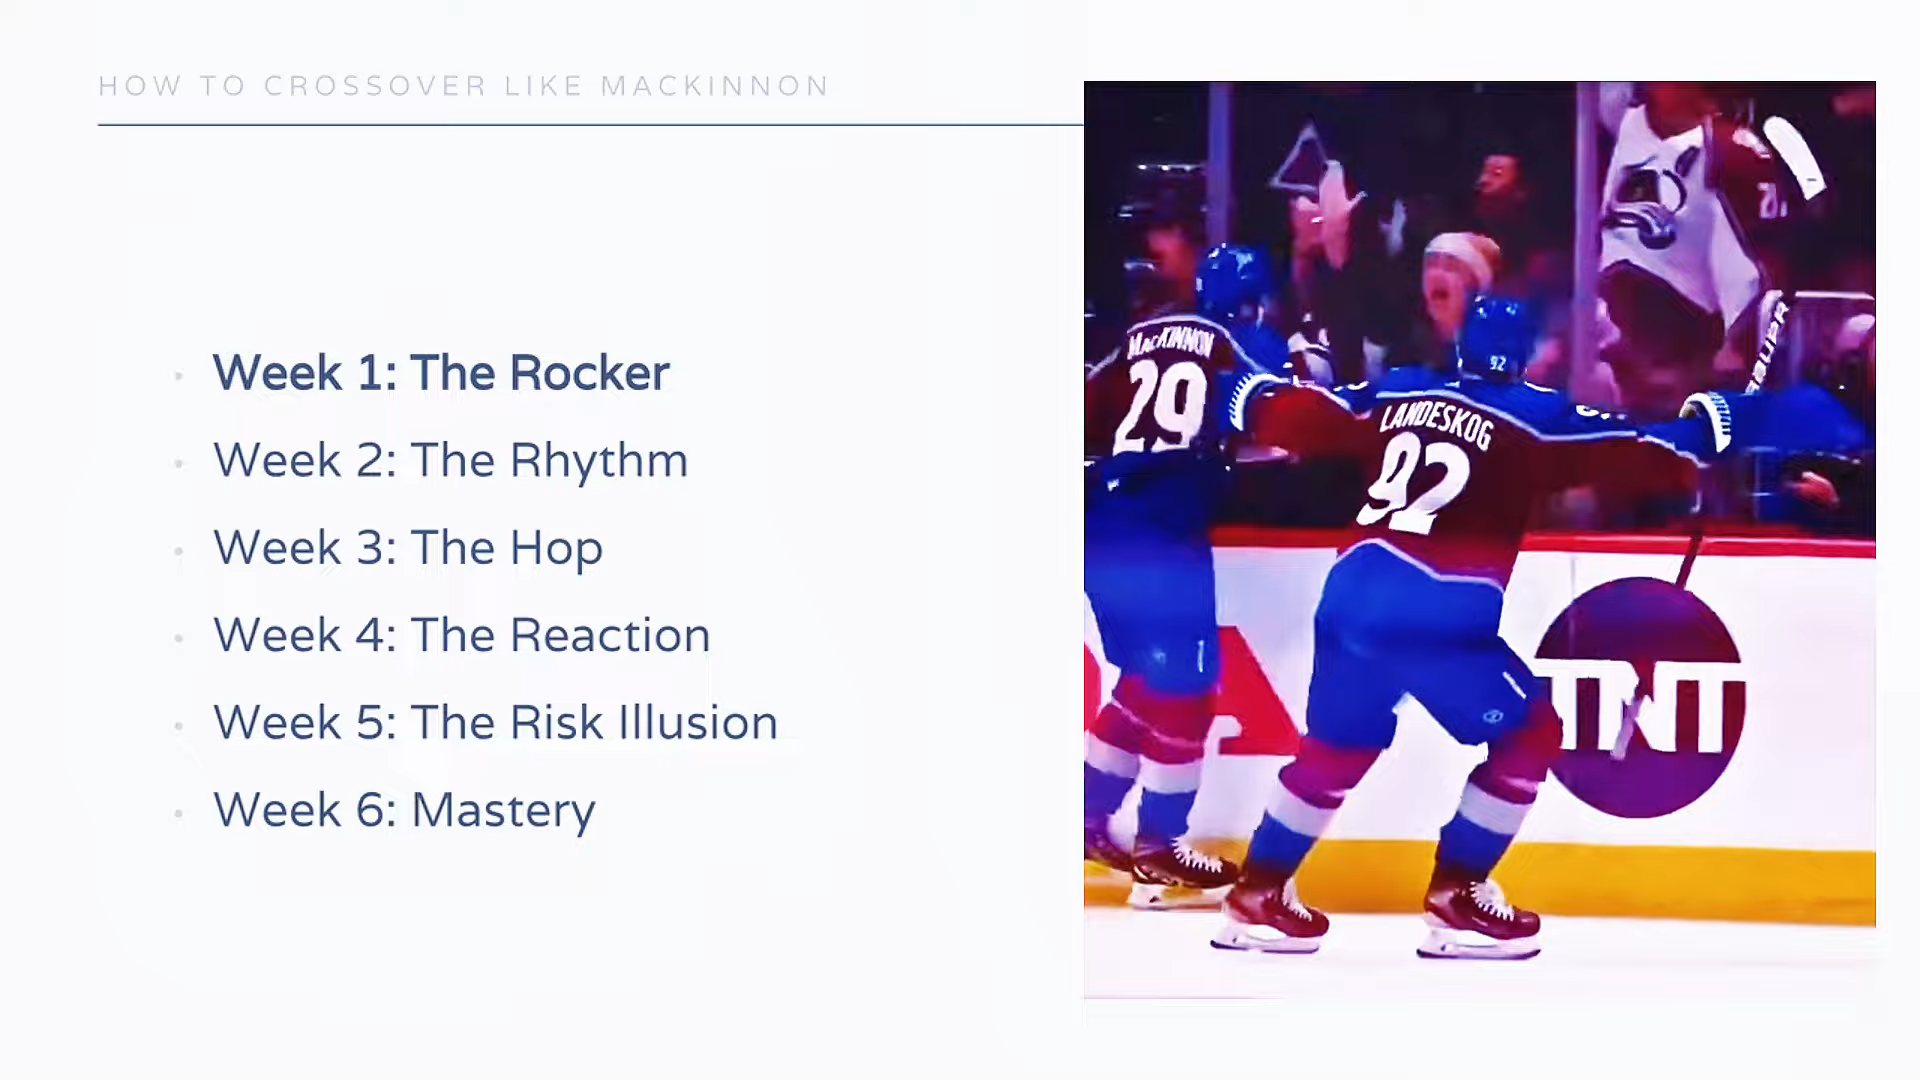 HOW TO CROSSOVER LIKE MACKINNON
Week 1: The Rocker
Week 2: The Rhythm
Week 3: The Hop
Week 4: The Reaction
Week 5: The Risk Illusion
Week 6: Mastery
MACKINNON
29
92
LANDESKOG
92
BAUER
TNT